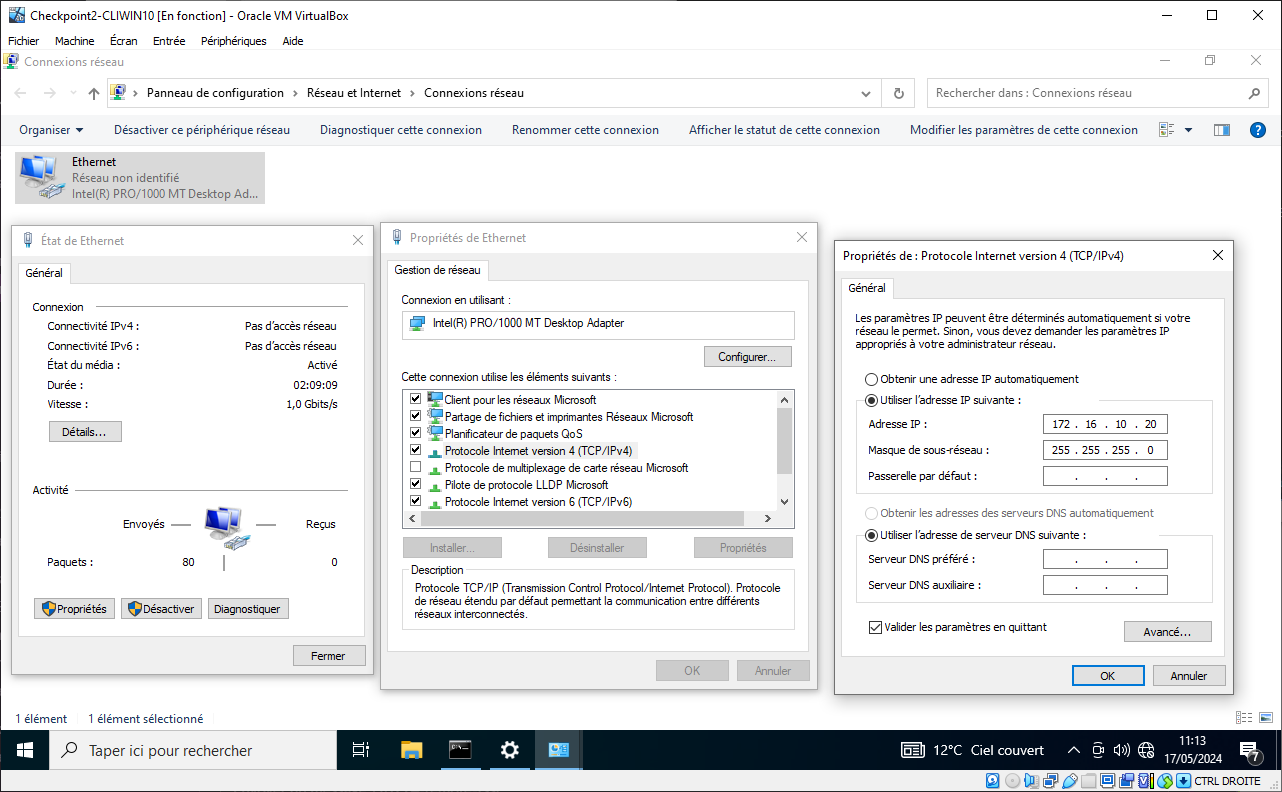 Checkpoint2-CLIWIN10 [En fonction] - Oracle VM VirtualBox
Fichier Machine Écran Entrée Périphériques Aide
Connexions réseau
Panneau de configuration > Réseau et Internet > Connexions réseau
Rechercher dans : Connexions réseau
Organiser Désactiver ce périphérique réseau Diagnostiquer cette connexion Renommer cette connexion Afficher le statut de cette connexion Modifier les paramètres de cette connexion
Ethernet
Réseau non identifié
Intel(R) PRO/1000 MT Desktop Ad...
État de Ethernet
Général
Connexion
Connectivité IPv4 : Pas d'accès réseau
Connectivité IPv6 : Pas d'accès réseau
État du média : Activé
Durée : 02:09:09
Vitesse : 1,0 Gbits/s
Détails...
Activité
Envoyés Reçus
Paquets : 80 0
Propriétés Désactiver Diagnostiquer
Fermer
Propriétés de Ethernet
Gestion de réseau
Connexion en utilisant :
Intel(R) PRO/1000 MT Desktop Adapter
Configurer...
Cette connexion utilise les éléments suivants :
Client pour les réseaux Microsoft
Partage de fichiers et imprimantes Réseaux Microsoft
Planificateur de paquets QoS
Protocole Internet version 4 (TCP/IPv4)
Protocole de multiplexage de carte réseau Microsoft
Pilote de protocole LLDP Microsoft
Protocole Internet version 6 (TCP/IPv6)
Installer... Désinstaller Propriétés
Description
Protocole TCP/IP (Transmission Control Protocol/Internet Protocol). Protocole
de réseau étendu par défaut permettant la communication entre différents
réseaux interconnectés.
OK Annuler
Propriétés de : Protocole Internet version 4 (TCP/IPv4)
Général
Les paramètres IP peuvent être déterminés automatiquement si votre
réseau le permet. Sinon, vous devez demander les paramètres IP
appropriés à votre administrateur réseau.
Obtenir une adresse IP automatiquement
Utiliser l'adresse IP suivante :
Adresse IP : 172 . 16 . 10 . 20
Masque de sous-réseau : 255 . 255 . 255 . 0
Passerelle par défaut : . . .
Obtenir les adresses des serveurs DNS automatiquement
Utiliser l'adresse de serveur DNS suivante :
Serveur DNS préféré : . . .
Serveur DNS auxiliaire : . . .
Valider les paramètres en quittant
Avancé...
OK Annuler
1 élément 1 élément sélectionné
Taper ici pour rechercher
12°C Ciel couvert
11:13
17/05/2024
7
CTRL DROITE